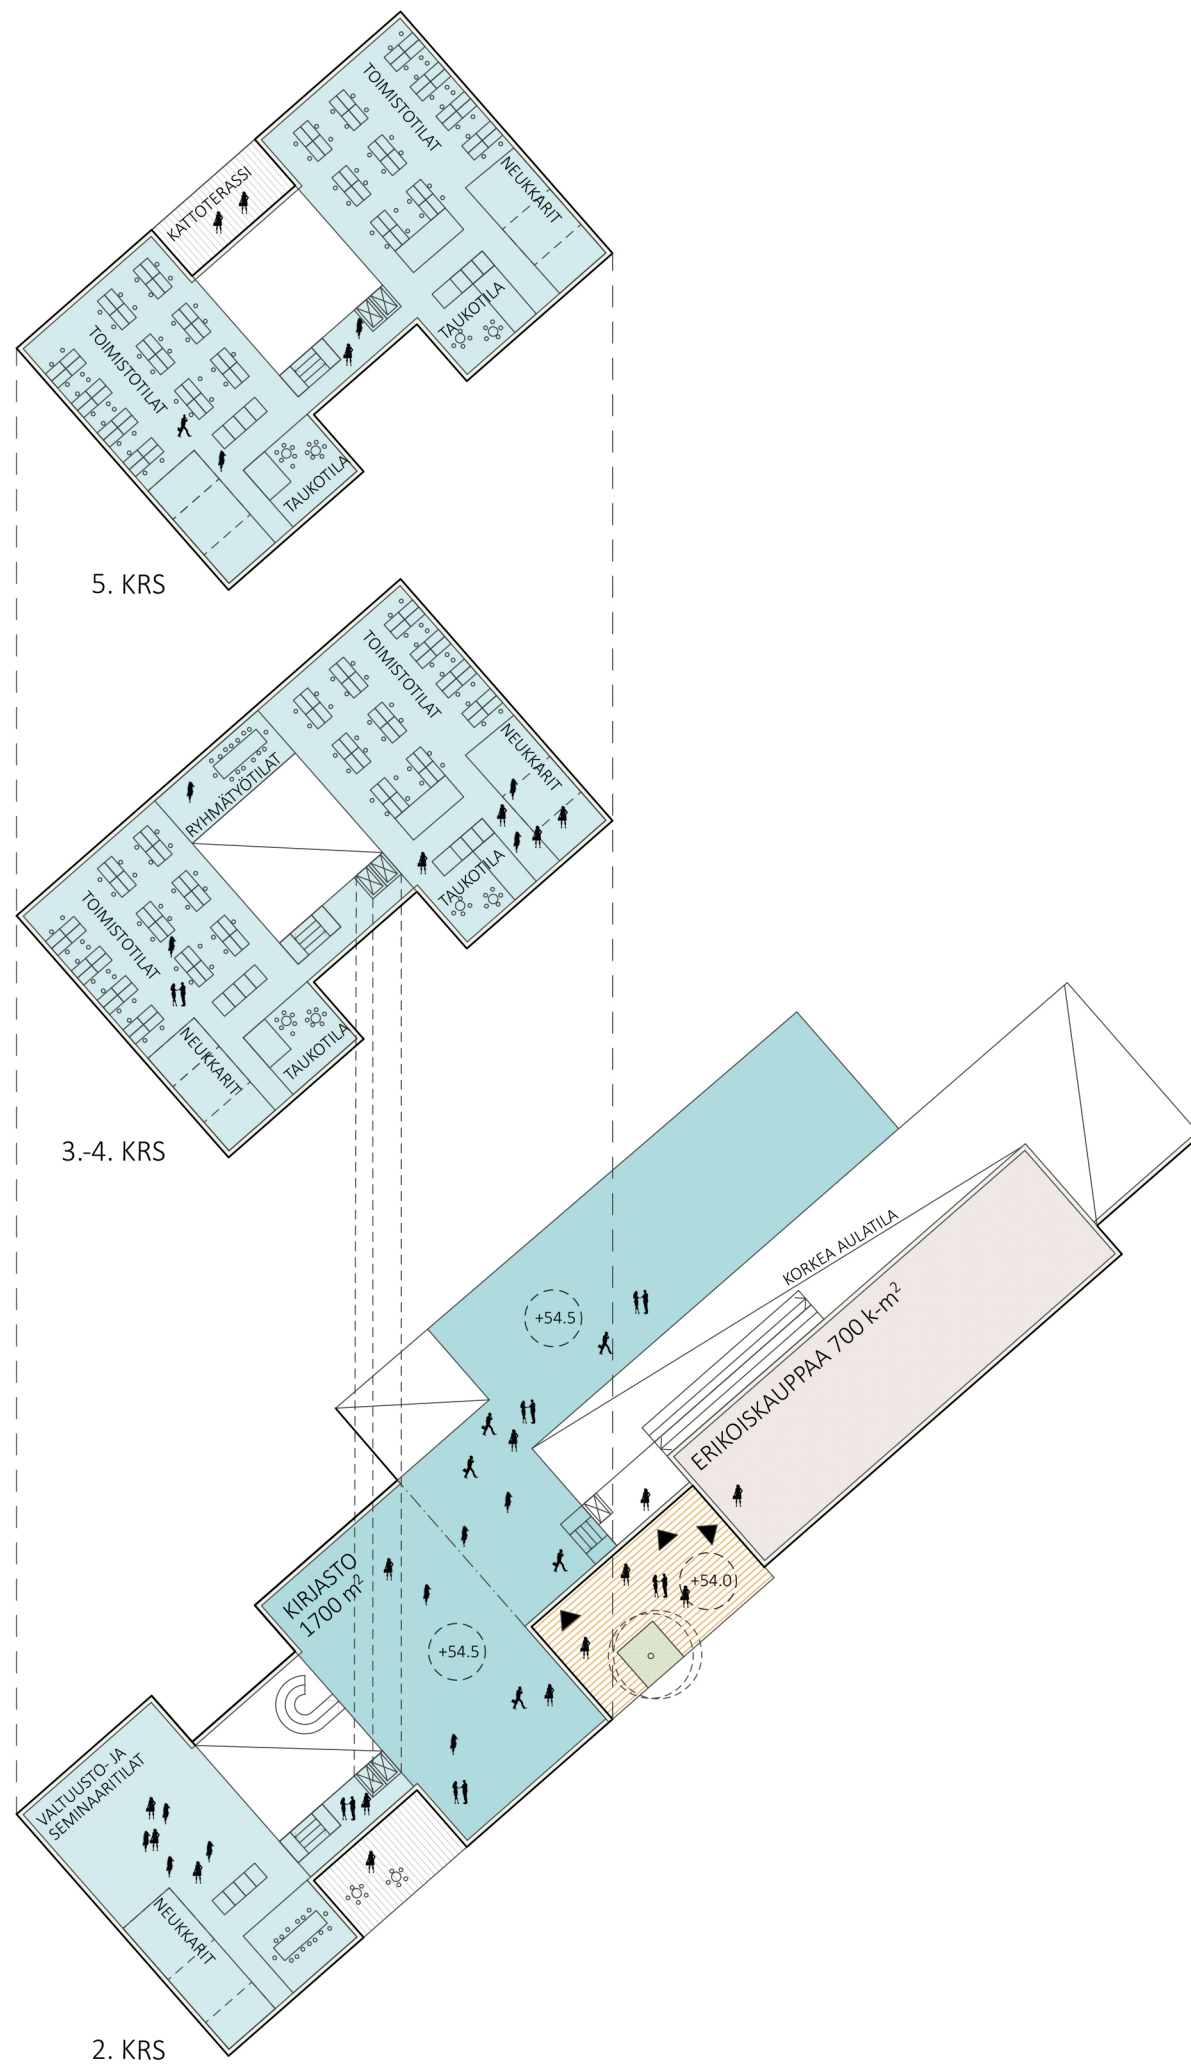 TOIMISTOTILAT
NEUKKARIT
KATTOTERASSI
TAUKOTILA
TOIMISTOTILAT
TAUKOTILA
5. KRS
TOIMISTOTILAT
NEUKKARIT
RYHMÄTYÖTILAT
TAUKOTILA
TOIMISTOTILAT
NEUKKARIT
TAUKOTILA
3.-4. KRS
KORKEA AULATILA
+54.5
ERIKOISKAUPPAA 700 k-m²
KIRJASTO
1700 m²
+54.0
+54.5
VALTUUSTO- JA
SEMINAARITILAT
NEUKKARIT
2. KRS